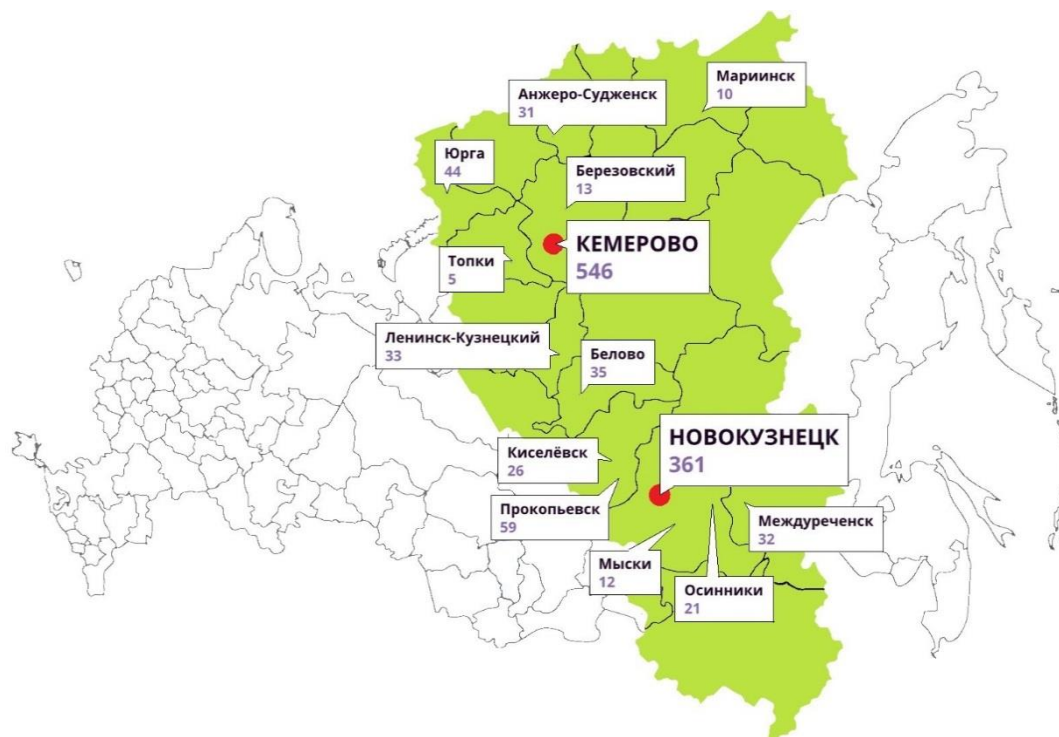 Мариинск
10
Анжеро-Судженск
31
Юрга
44
Березовский
13
КЕМЕРОВО
546
Топки
5
Ленинск-Кузнецкий
33
Белово
35
НОВОКУЗНЕЦК
361
Киселёвск
26
Прокопьевск
59
Междуреченск
32
Мыски
12
Осинники
21